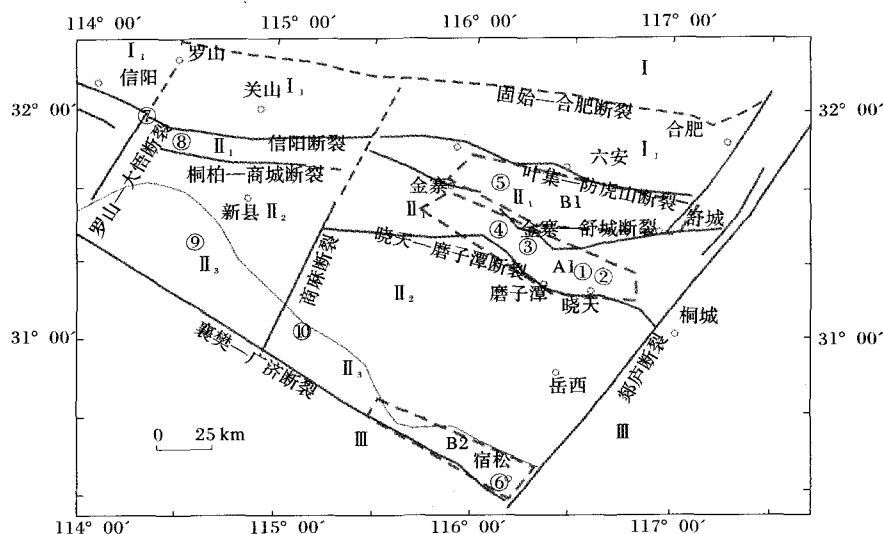 114° 00′
115° 00′
116° 00′
117° 00′
Ⅰ₁
罗山
信阳
关山
Ⅰ₁
Ⅰ
固始—合肥断裂
合肥
32° 00′
32° 00′
⑦
⑧
Ⅱ₁
信阳断裂
Ⅰ₁
六安
桐柏—商城断裂
金寨
⑤
叶集—防虎山断裂
Ⅱ₁
B1
罗山—大悟断裂
新县
Ⅱ₂
Ⅱ
④
金寨—舒城断裂
舒城
③
晓天—磨子潭断裂
A1
①
②
⑨
Ⅱ₃
商麻断裂
Ⅱ₂
磨子潭
晓天
桐城
31° 00′
31° 00′
⑩
襄樊—广济断裂
Ⅱ₃
岳西
郯庐断裂
Ⅲ
Ⅲ
0
25 km
B2
宿松
⑥
114° 00′
115° 00′
116° 00′
117° 00′